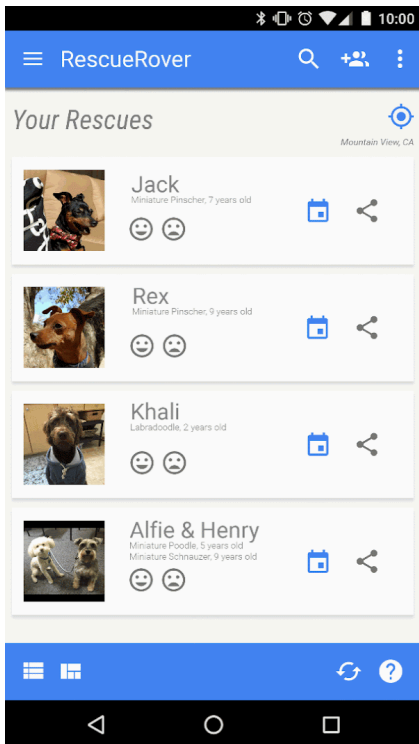 10:00
RescueRover
Your Rescues
Mountain View, CA
Jack
Miniature Pinscher, 7 years old
Rex
Miniature Pinscher, 9 years old
Khali
Labradoodle, 2 years old
Alfie & Henry
Miniature Poodle, 5 years old
Miniature Schnauzer, 9 years old